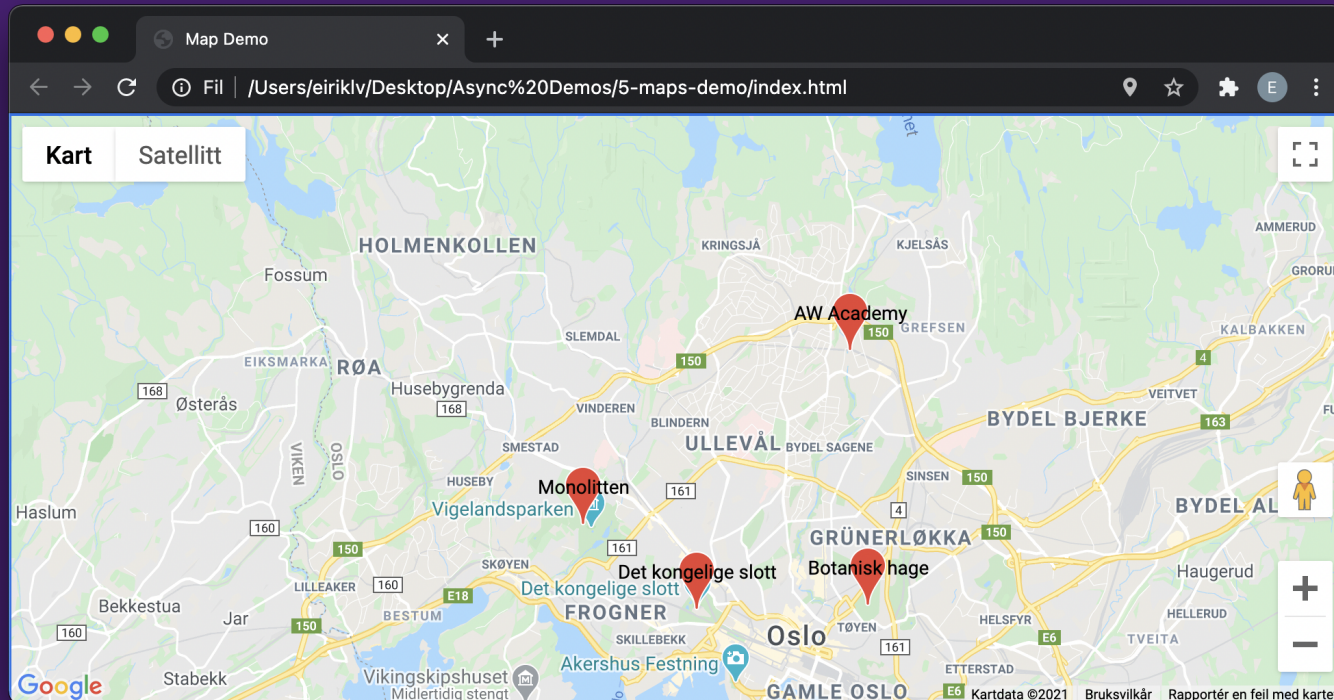 Map Demo
Fil
/Users/eiriklv/Desktop/Async%20Demos/5-maps-demo/index.html
E
Kart
Satellitt
HOLMENKOLLEN
KRINGSJÅ
KJELSÅS
AMMERUD
Fossum
GRORU
AW Academy
SLEMDAL
150
GREFSEN
KALBAKKEN
EIKSMARKA
RØA
150
4
168
Husebygrenda
VEITVET
Østerås
168
VINDEREN
BLINDERN
BYDEL BJERKE
163
VIKEN
OSLO
SMESTAD
ULLEVÅL
BYDEL SAGENE
HUSEBY
Monolitten
161
SINSEN
150
Haslum
Vigelandsparken
4
BYDEL AL
160
GRÜNERLØKKA
150
150
161
SKØYEN
Det kongelige slott
Botanisk hage
Haugerud
LILLEAKER
160
E18
Det kongelige slott
Bekkestua
BESTUM
FROGNER
HELLERUD
Jar
150
TØYEN
HELSFYR
160
SKILLEBEKK
Oslo
161
E6
TVEITA
Stabekk
Vikingskipshuset
Midlertidig stengt
Akershus Festning
ETTERSTAD
Google
GAMLE OSLO
E6
Kartdata ©2021
Bruksvilkår
Rapportér en feil med kartet